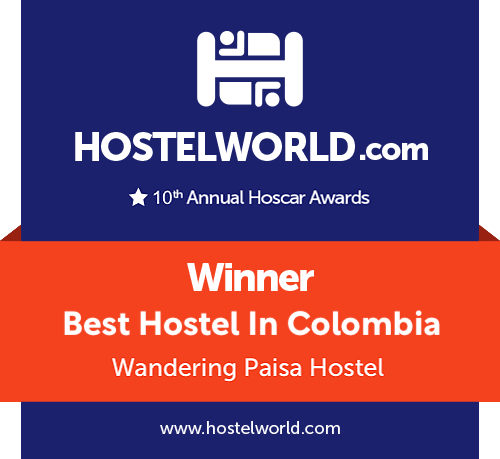 HOSTELWORLD.com
★ 10th Annual Hoscar Awards
Winner
Best Hostel In Colombia
Wandering Paisa Hostel
www.hostelworld.com